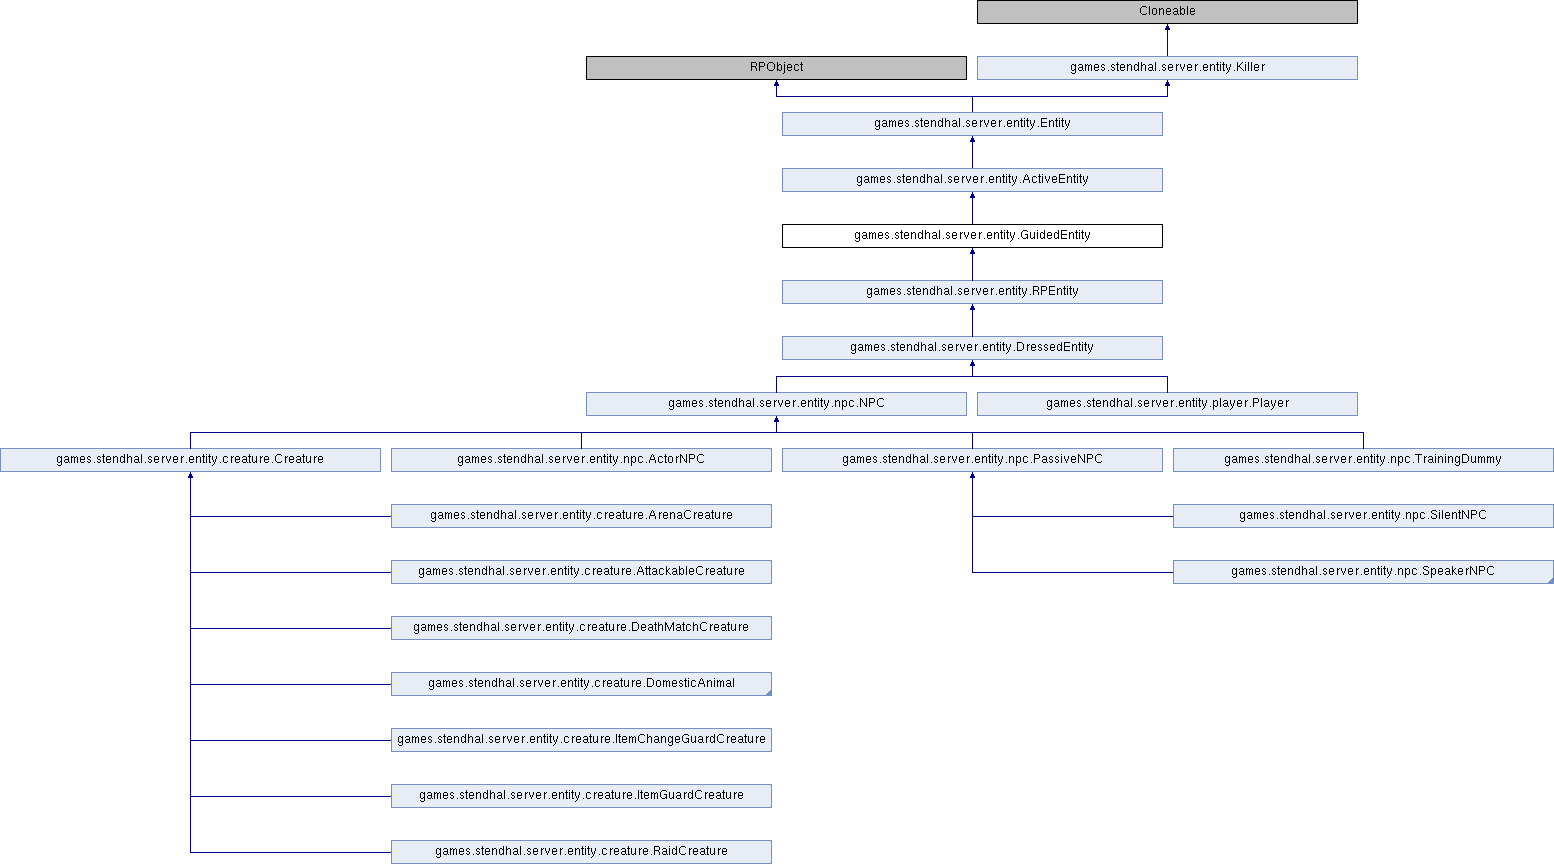 Cloneable
RPObject
games.stendhal.server.entity.Killer
games.stendhal.server.entity.Entity
games.stendhal.server.entity.ActiveEntity
games.stendhal.server.entity.GuidedEntity
games.stendhal.server.entity.RPEntity
games.stendhal.server.entity.DressedEntity
games.stendhal.server.entity.npc.NPC
games.stendhal.server.entity.player.Player
games.stendhal.server.entity.creature.Creature
games.stendhal.server.entity.npc.ActorNPC
games.stendhal.server.entity.npc.PassiveNPC
games.stendhal.server.entity.npc.TrainingDummy
games.stendhal.server.entity.creature.ArenaCreature
games.stendhal.server.entity.npc.SilentNPC
games.stendhal.server.entity.creature.AttackableCreature
games.stendhal.server.entity.npc.SpeakerNPC
games.stendhal.server.entity.creature.DeathMatchCreature
games.stendhal.server.entity.creature.DomesticAnimal
games.stendhal.server.entity.creature.ItemChangeGuardCreature
games.stendhal.server.entity.creature.ItemGuardCreature
games.stendhal.server.entity.creature.RaidCreature